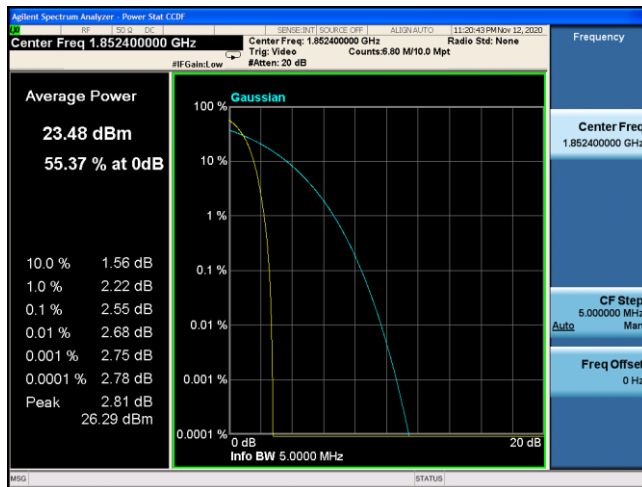 Agilent Spectrum Analyzer - Power Stat CCDF
RF 50 Ω DC SENSE:INT SOURCE OFF ALIGN AUTO 11:20:43 PM Nov 12, 2020
Center Freq 1.852400000 GHz
Center Freq: 1.852400000 GHz Radio Std: None
Trig: Video Counts:6.80 M/10.0 Mpt
#IFGain:Low #Atten: 20 dB
Frequency
Average Power
23.48 dBm
55.37 % at 0dB
10.0 % 1.56 dB
1.0 % 2.22 dB
0.1 % 2.55 dB
0.01 % 2.68 dB
0.001 % 2.75 dB
0.0001 % 2.78 dB
Peak 2.81 dB
26.29 dBm
Gaussian
100 %
10 %
1 %
0.1 %
0.01 %
0.001 %
0.0001 %
0 dB 20 dB
Info BW 5.0000 MHz
Center Freq
1.852400000 GHz
CF Step
5.000000 MHz
Auto Man
Freq Offset
0 Hz
MSG STATUS